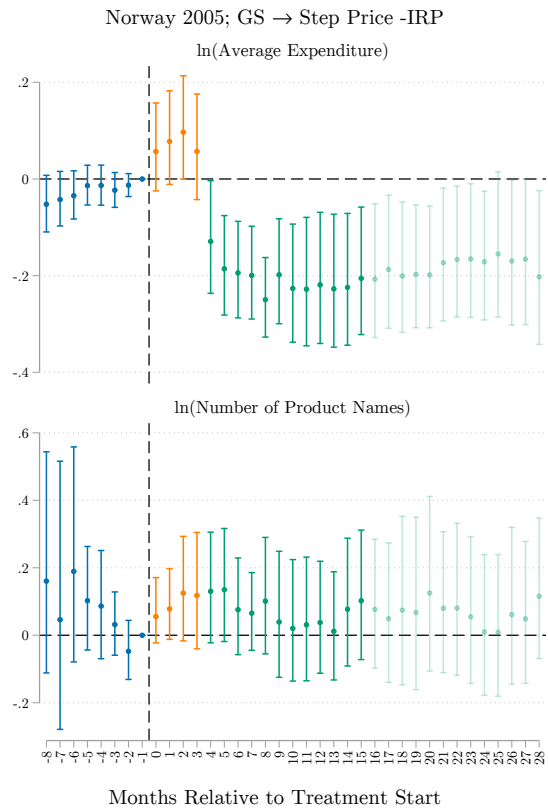 Norway 2005; GS → Step Price -IRP
ln(Average Expenditure)
.2
0
-.2
-.4
ln(Number of Product Names)
.6
.4
.2
0
-.2
-8 -7 -6 -5 -4 -3 -2 -1 0 1 2 3 4 5 6 7 8 9 10 11 12 13 14 15 16 17 18 19 20 21 22 23 24 25 26 27 28
Months Relative to Treatment Start